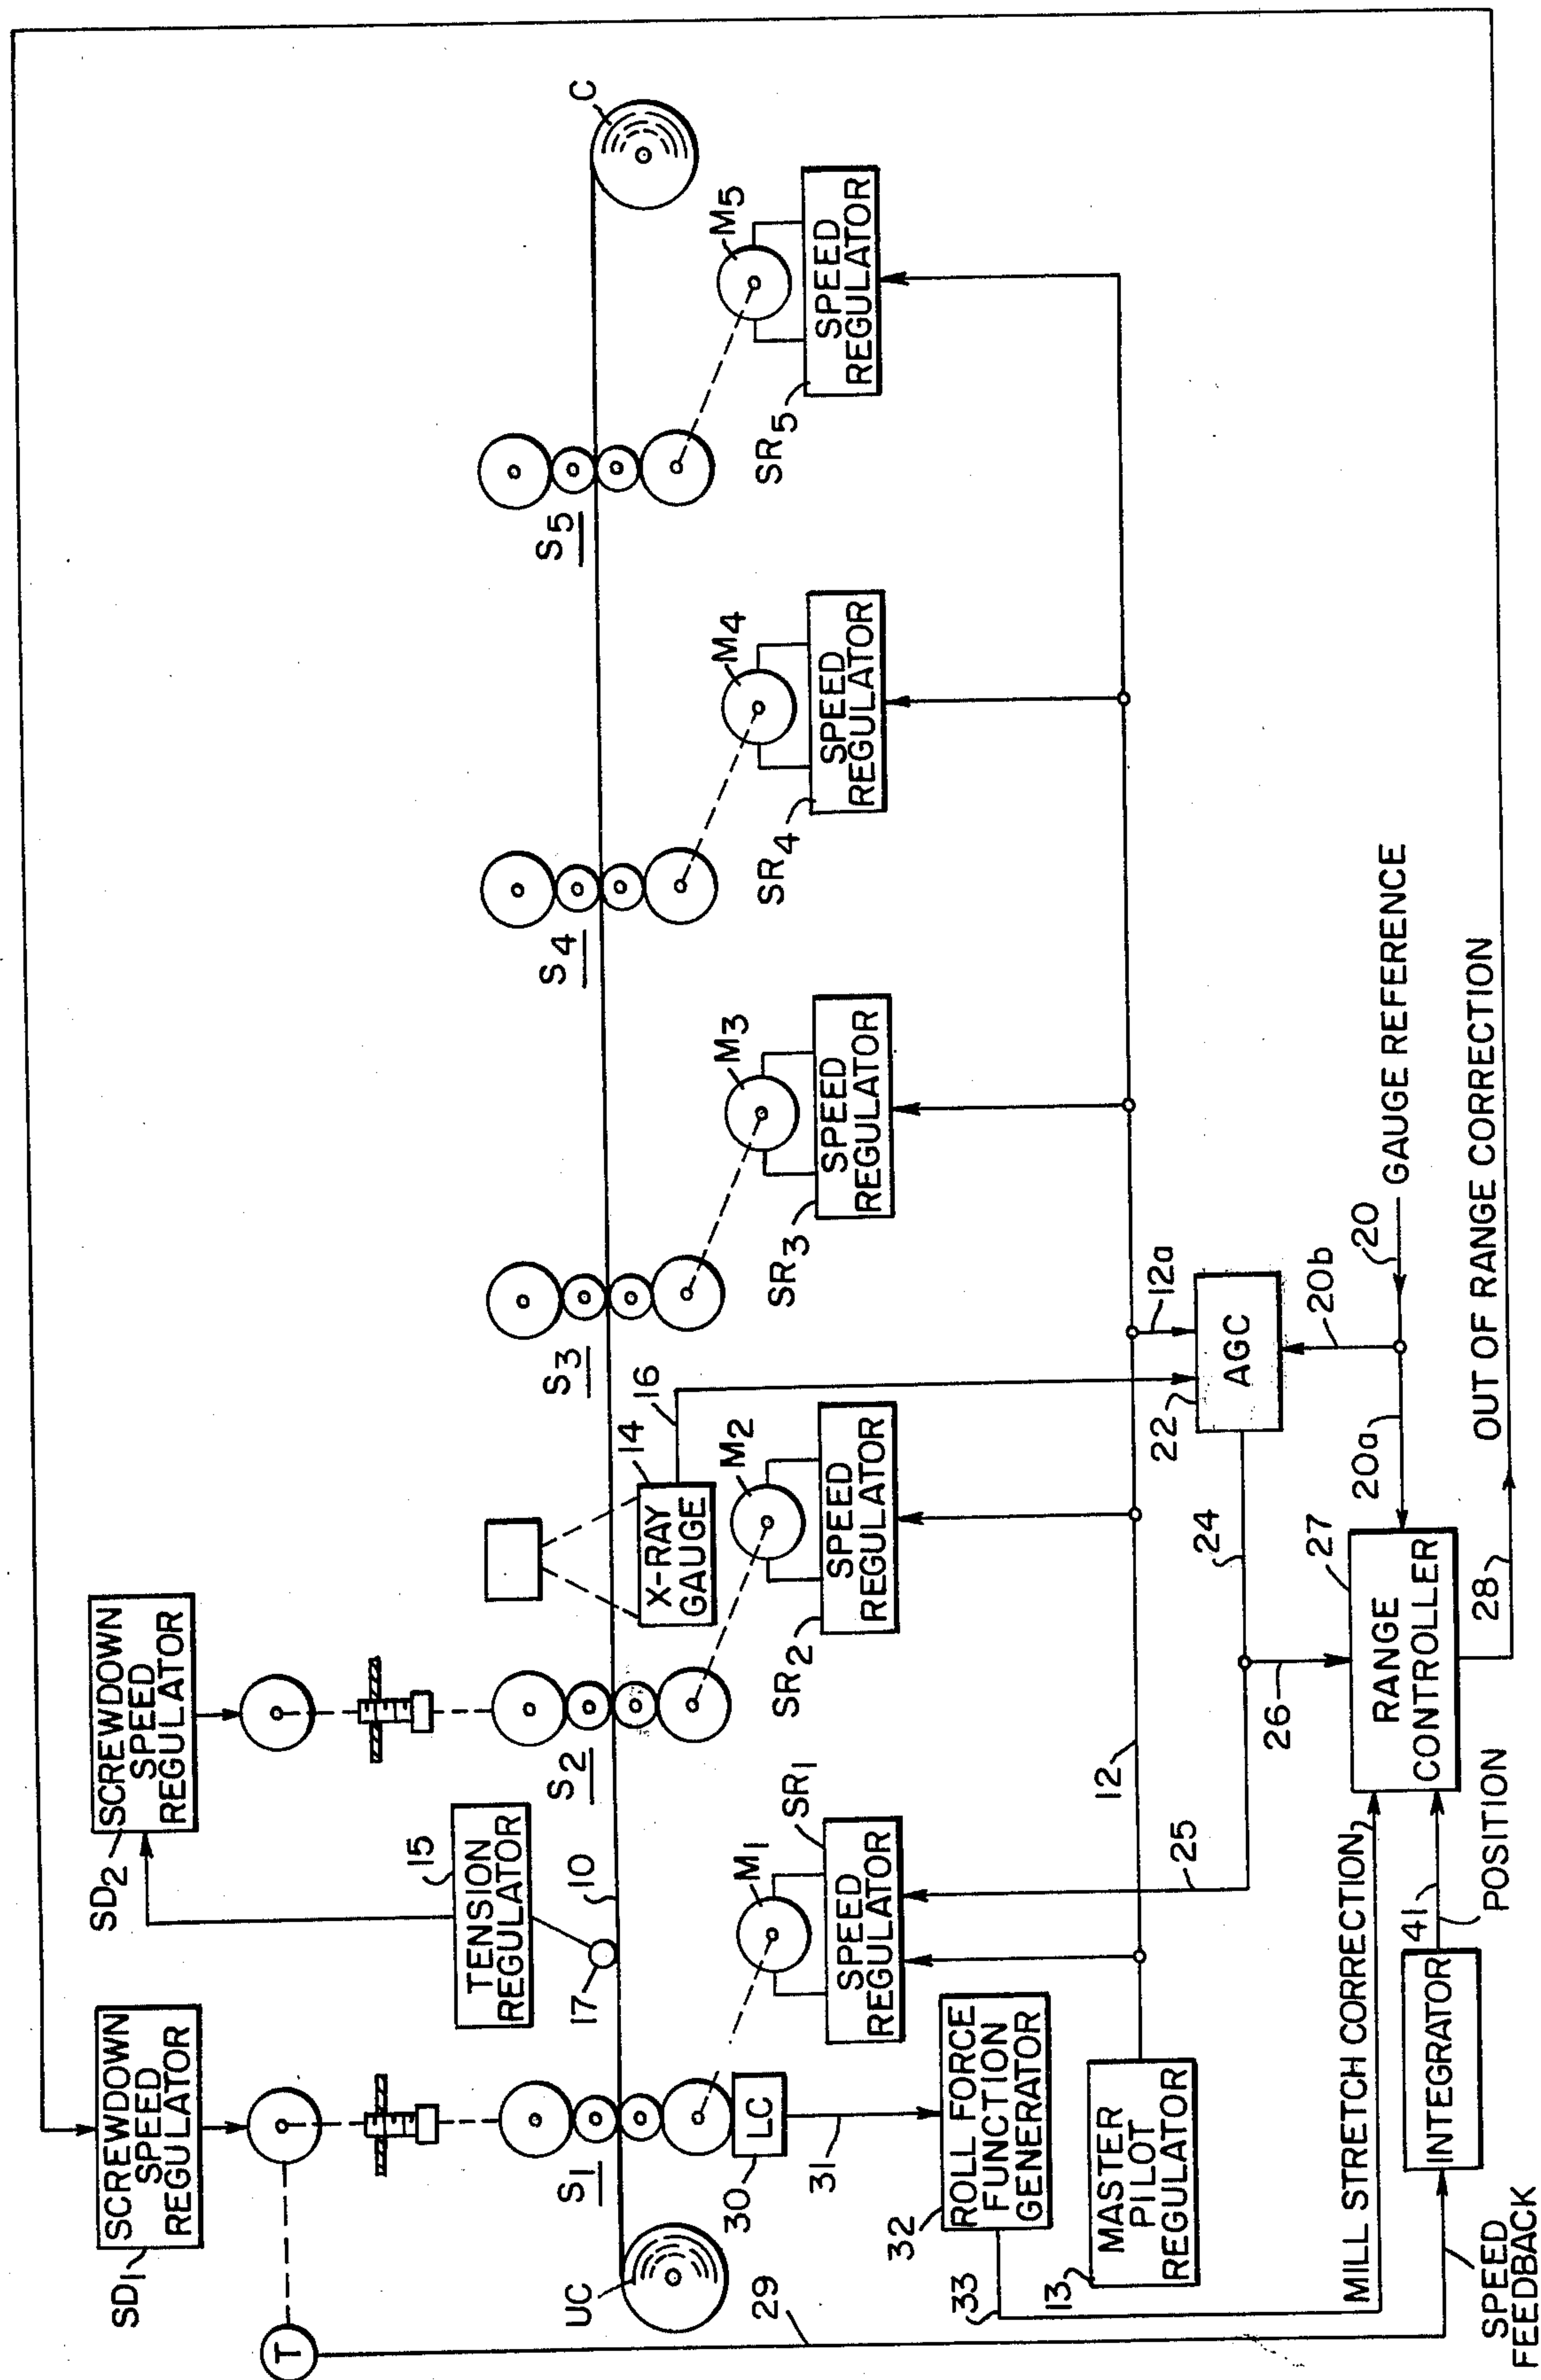 SCREWDOWN
SPEED
REGULATOR
SD1
T
SCREWDOWN
SPEED
REGULATOR
SD2
TENSION
REGULATOR
15
17
10
UC
S1
S2
S3
S4
S5
C
X-RAY
GAUGE
14
16
LC
30
31
M1
SPEED
REGULATOR
SR1
M2
SPEED
REGULATOR
SR2
M3
SPEED
REGULATOR
SR3
M4
SPEED
REGULATOR
SR4
M5
SPEED
REGULATOR
SR5
ROLL FORCE
FUNCTION
GENERATOR
32
33
MASTER
PILOT
REGULATOR
13
12
12a
AGC
22
24
25
26
20
20a
20b
GAUGE REFERENCE
RANGE
CONTROLLER
27
28
OUT OF RANGE CORRECTION
MILL STRETCH CORRECTION
29
INTEGRATOR
41
POSITION
SPEED
FEEDBACK